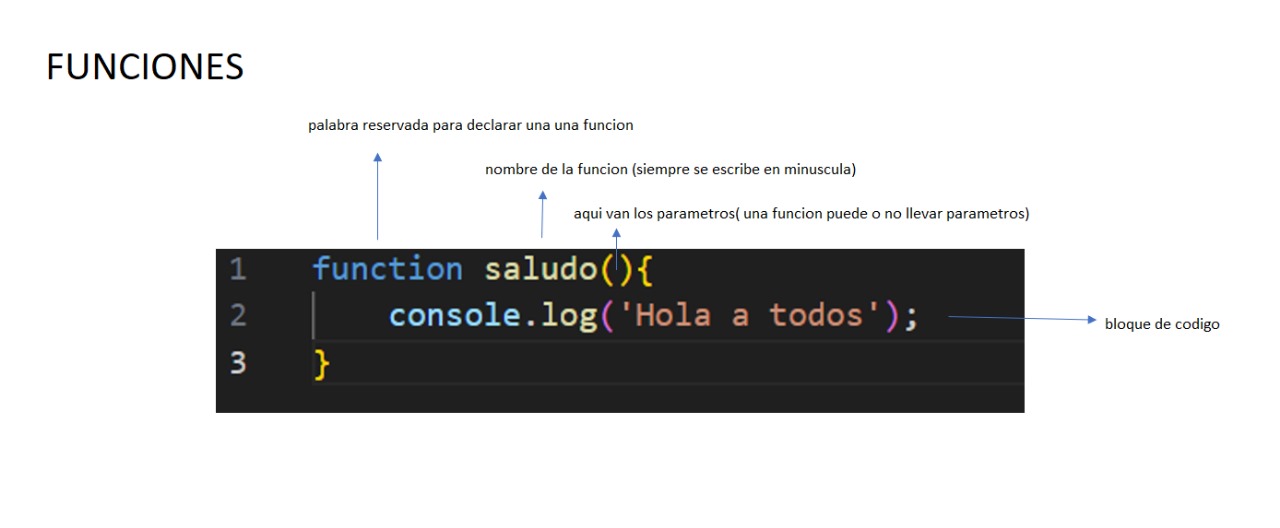 FUNCIONES
palabra reservada para declarar una una funcion
nombre de la funcion (siempre se escribe en minuscula)
aqui van los parametros( una funcion puede o no llevar parametros)
1 function saludo(){
2 console.log('Hola a todos');
bloque de codigo
3 }